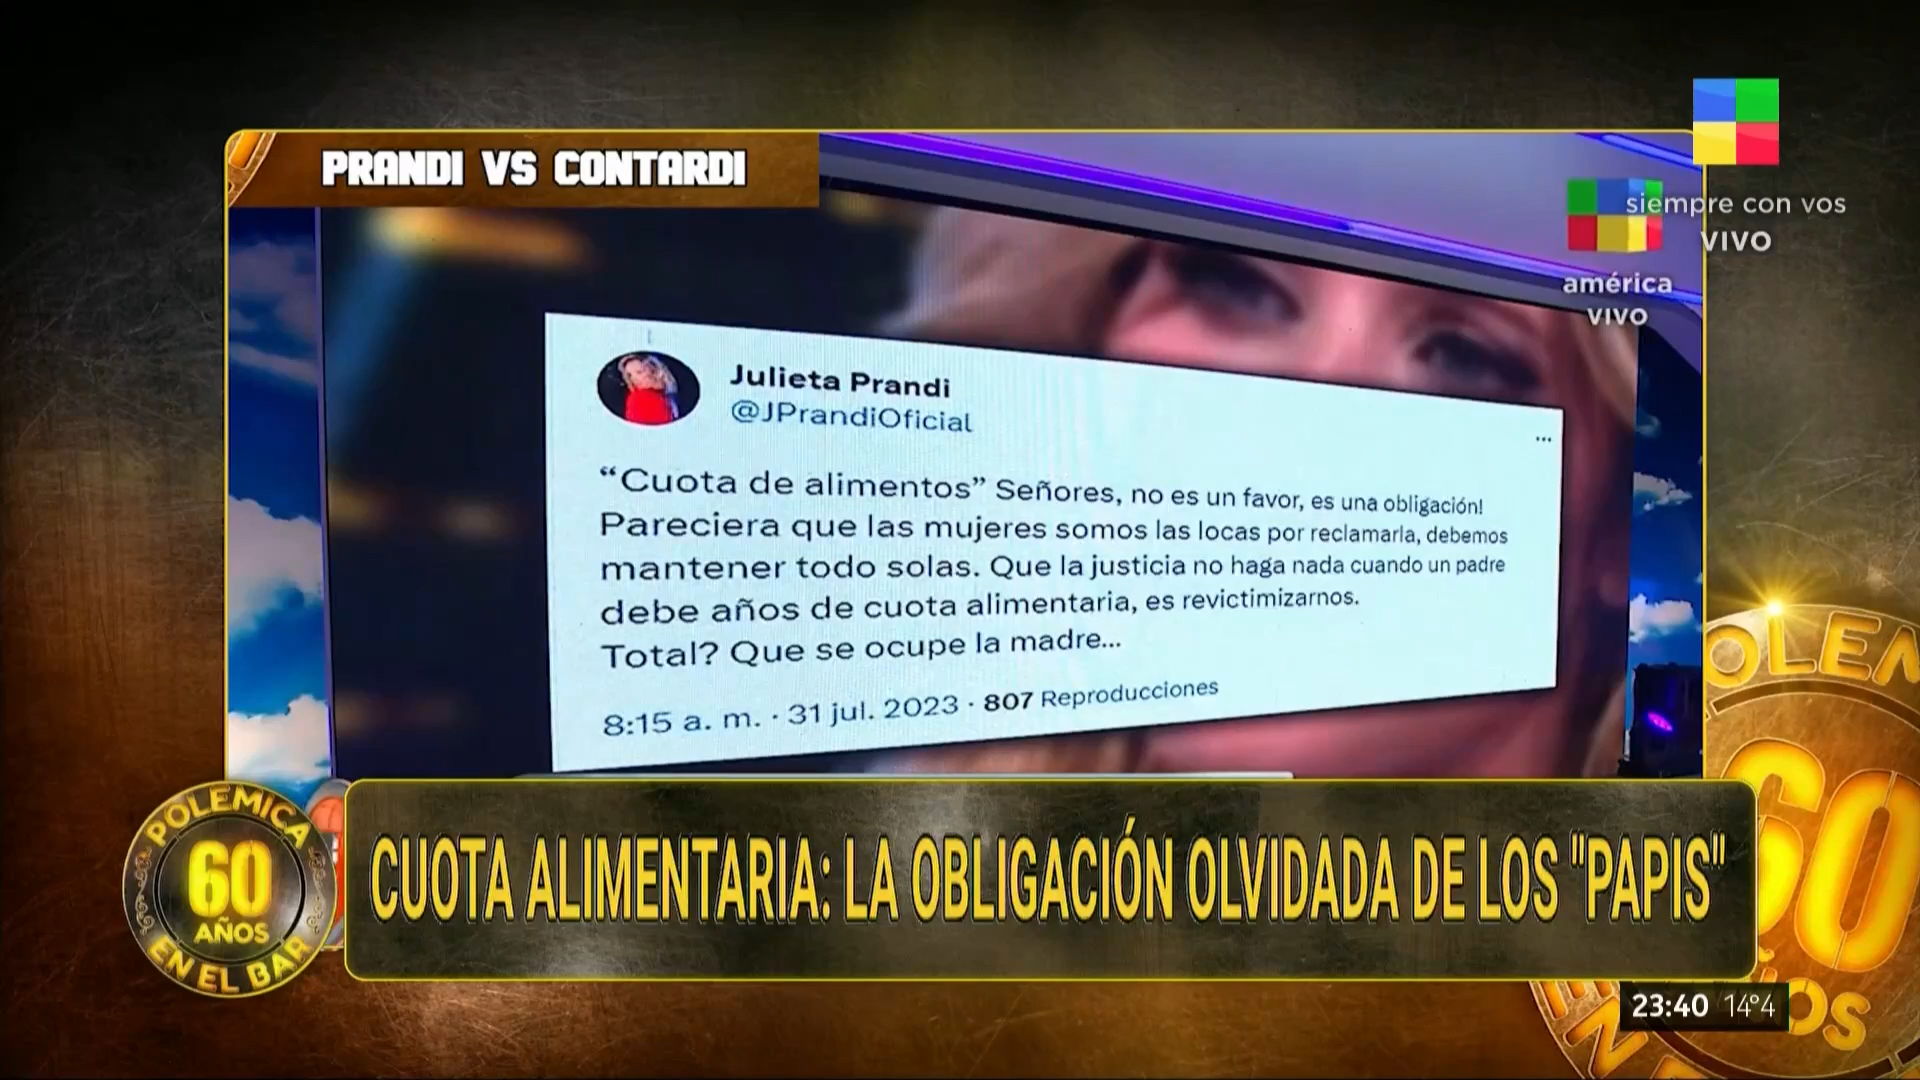 PRANDI VS CONTARDI
siempre con vos
VIVO
américa
VIVO
Julieta Prandi
@JPrandiOficial
“Cuota de alimentos” Señores, no es un favor, es una obligación!
Pareciera que las mujeres somos las locas por reclamarla, debemos
mantener todo solas. Que la justicia no haga nada cuando un padre
debe años de cuota alimentaria, es revictimizarnos.
Total? Que se ocupe la madre...
8:15 a. m. · 31 jul. 2023 · 807 Reproducciones
POLEMICA
60
AÑOS
EN EL BAR
CUOTA ALIMENTARIA: LA OBLIGACIÓN OLVIDADA DE LOS "PAPIS"
23:40 14°4